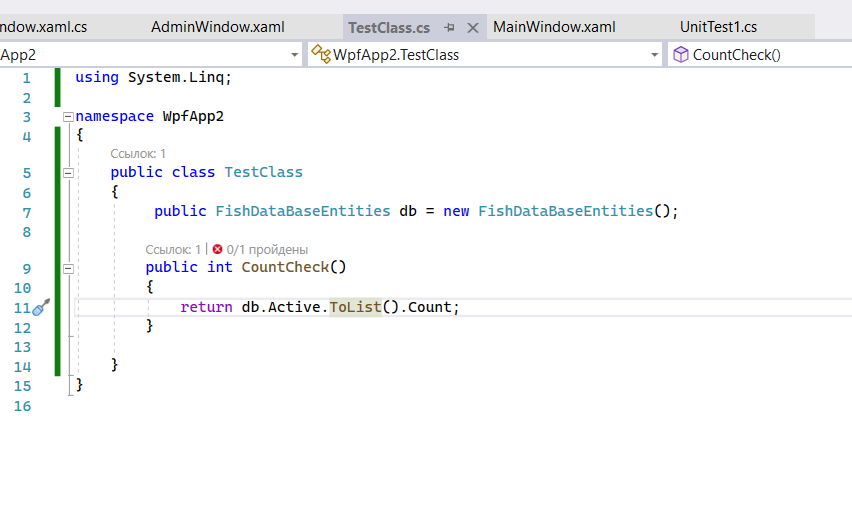 ndow.xaml.cs AdminWindow.xaml TestClass.cs MainWindow.xaml UnitTest1.cs
App2 WpfApp2.TestClass CountCheck()
1 using System.Linq;
2
3 namespace WpfApp2
4 {
Ссылок: 1
5 public class TestClass
6 {
7 public FishDataBaseEntities db = new FishDataBaseEntities();
8
Ссылок: 1 | 0/1 пройдены
9 public int CountCheck()
10 {
11 return db.Active.ToList().Count;
12 }
13
14 }
15 }
16